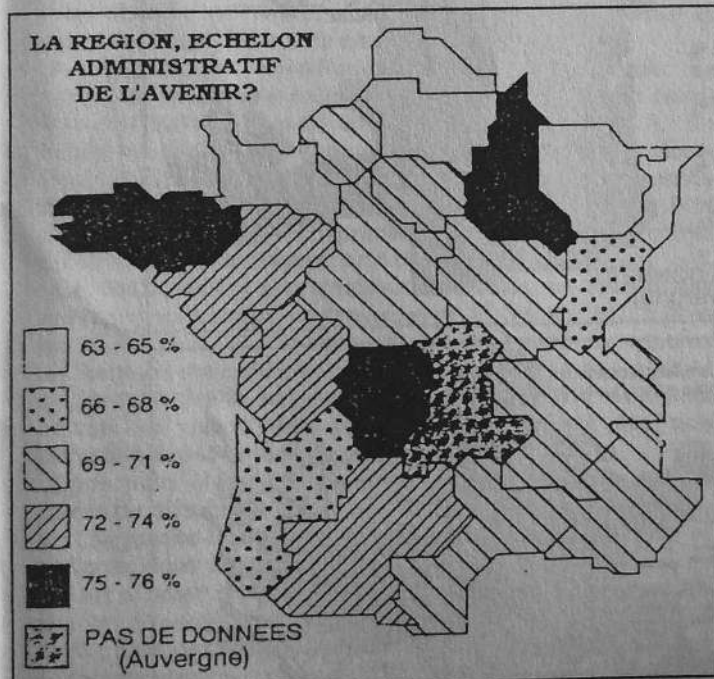 LA REGION, ECHELON
ADMINISTRATIF
DE L'AVENIR?
63 - 65 %
66 - 68 %
69 - 71 %
72 - 74 %
75 - 76 %
PAS DE DONNEES
(Auvergne)